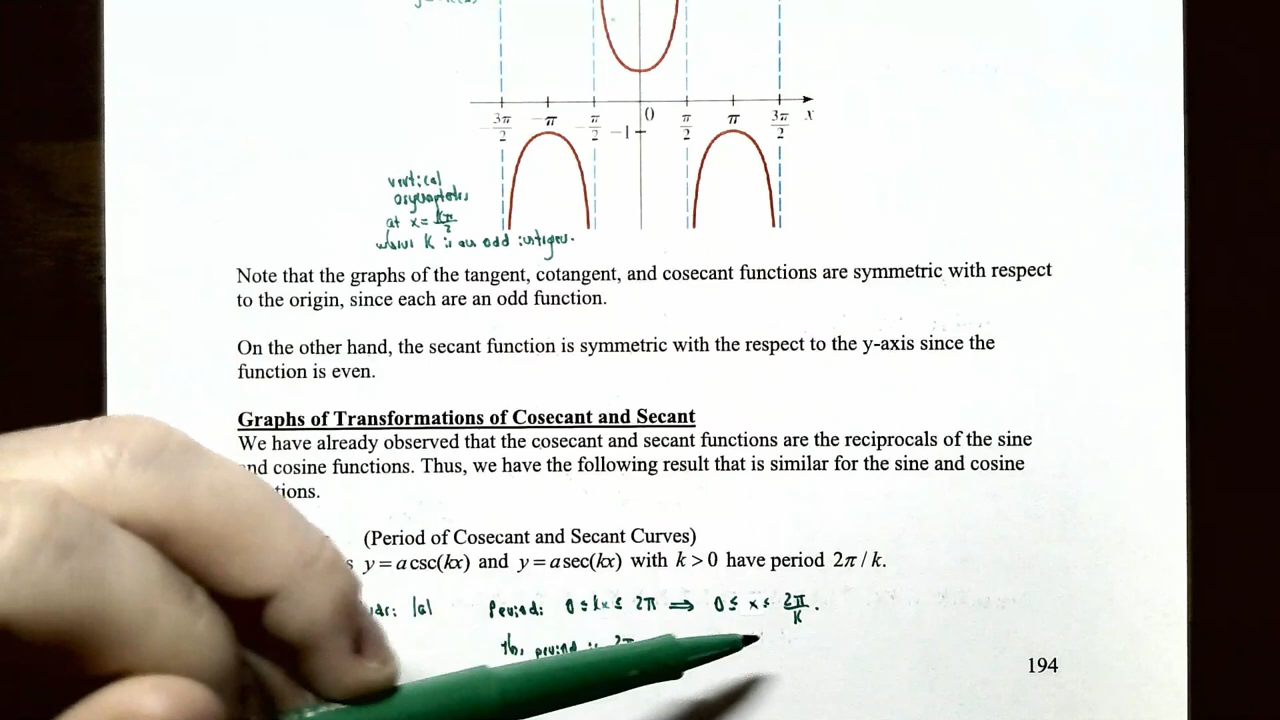 3π/2 -π π/2 -1 0 π/2 π 3π/2 x
vertical
asymptotes
at x = kπ/2
where k is an odd integer.
Note that the graphs of the tangent, cotangent, and cosecant functions are symmetric with respect
to the origin, since each are an odd function.
On the other hand, the secant function is symmetric with the respect to the y-axis since the
function is even.
Graphs of Transformations of Cosecant and Secant
We have already observed that the cosecant and secant functions are the reciprocals of the sine
nd cosine functions. Thus, we have the following result that is similar for the sine and cosine
tions.
(Period of Cosecant and Secant Curves)
s y = a csc(kx) and y = a sec(kx) with k > 0 have period 2π / k.
|a| Period: 0 ≤ kx ≤ 2π ⟹ 0 ≤ x ≤ 2π/k.
the period is 2π
194